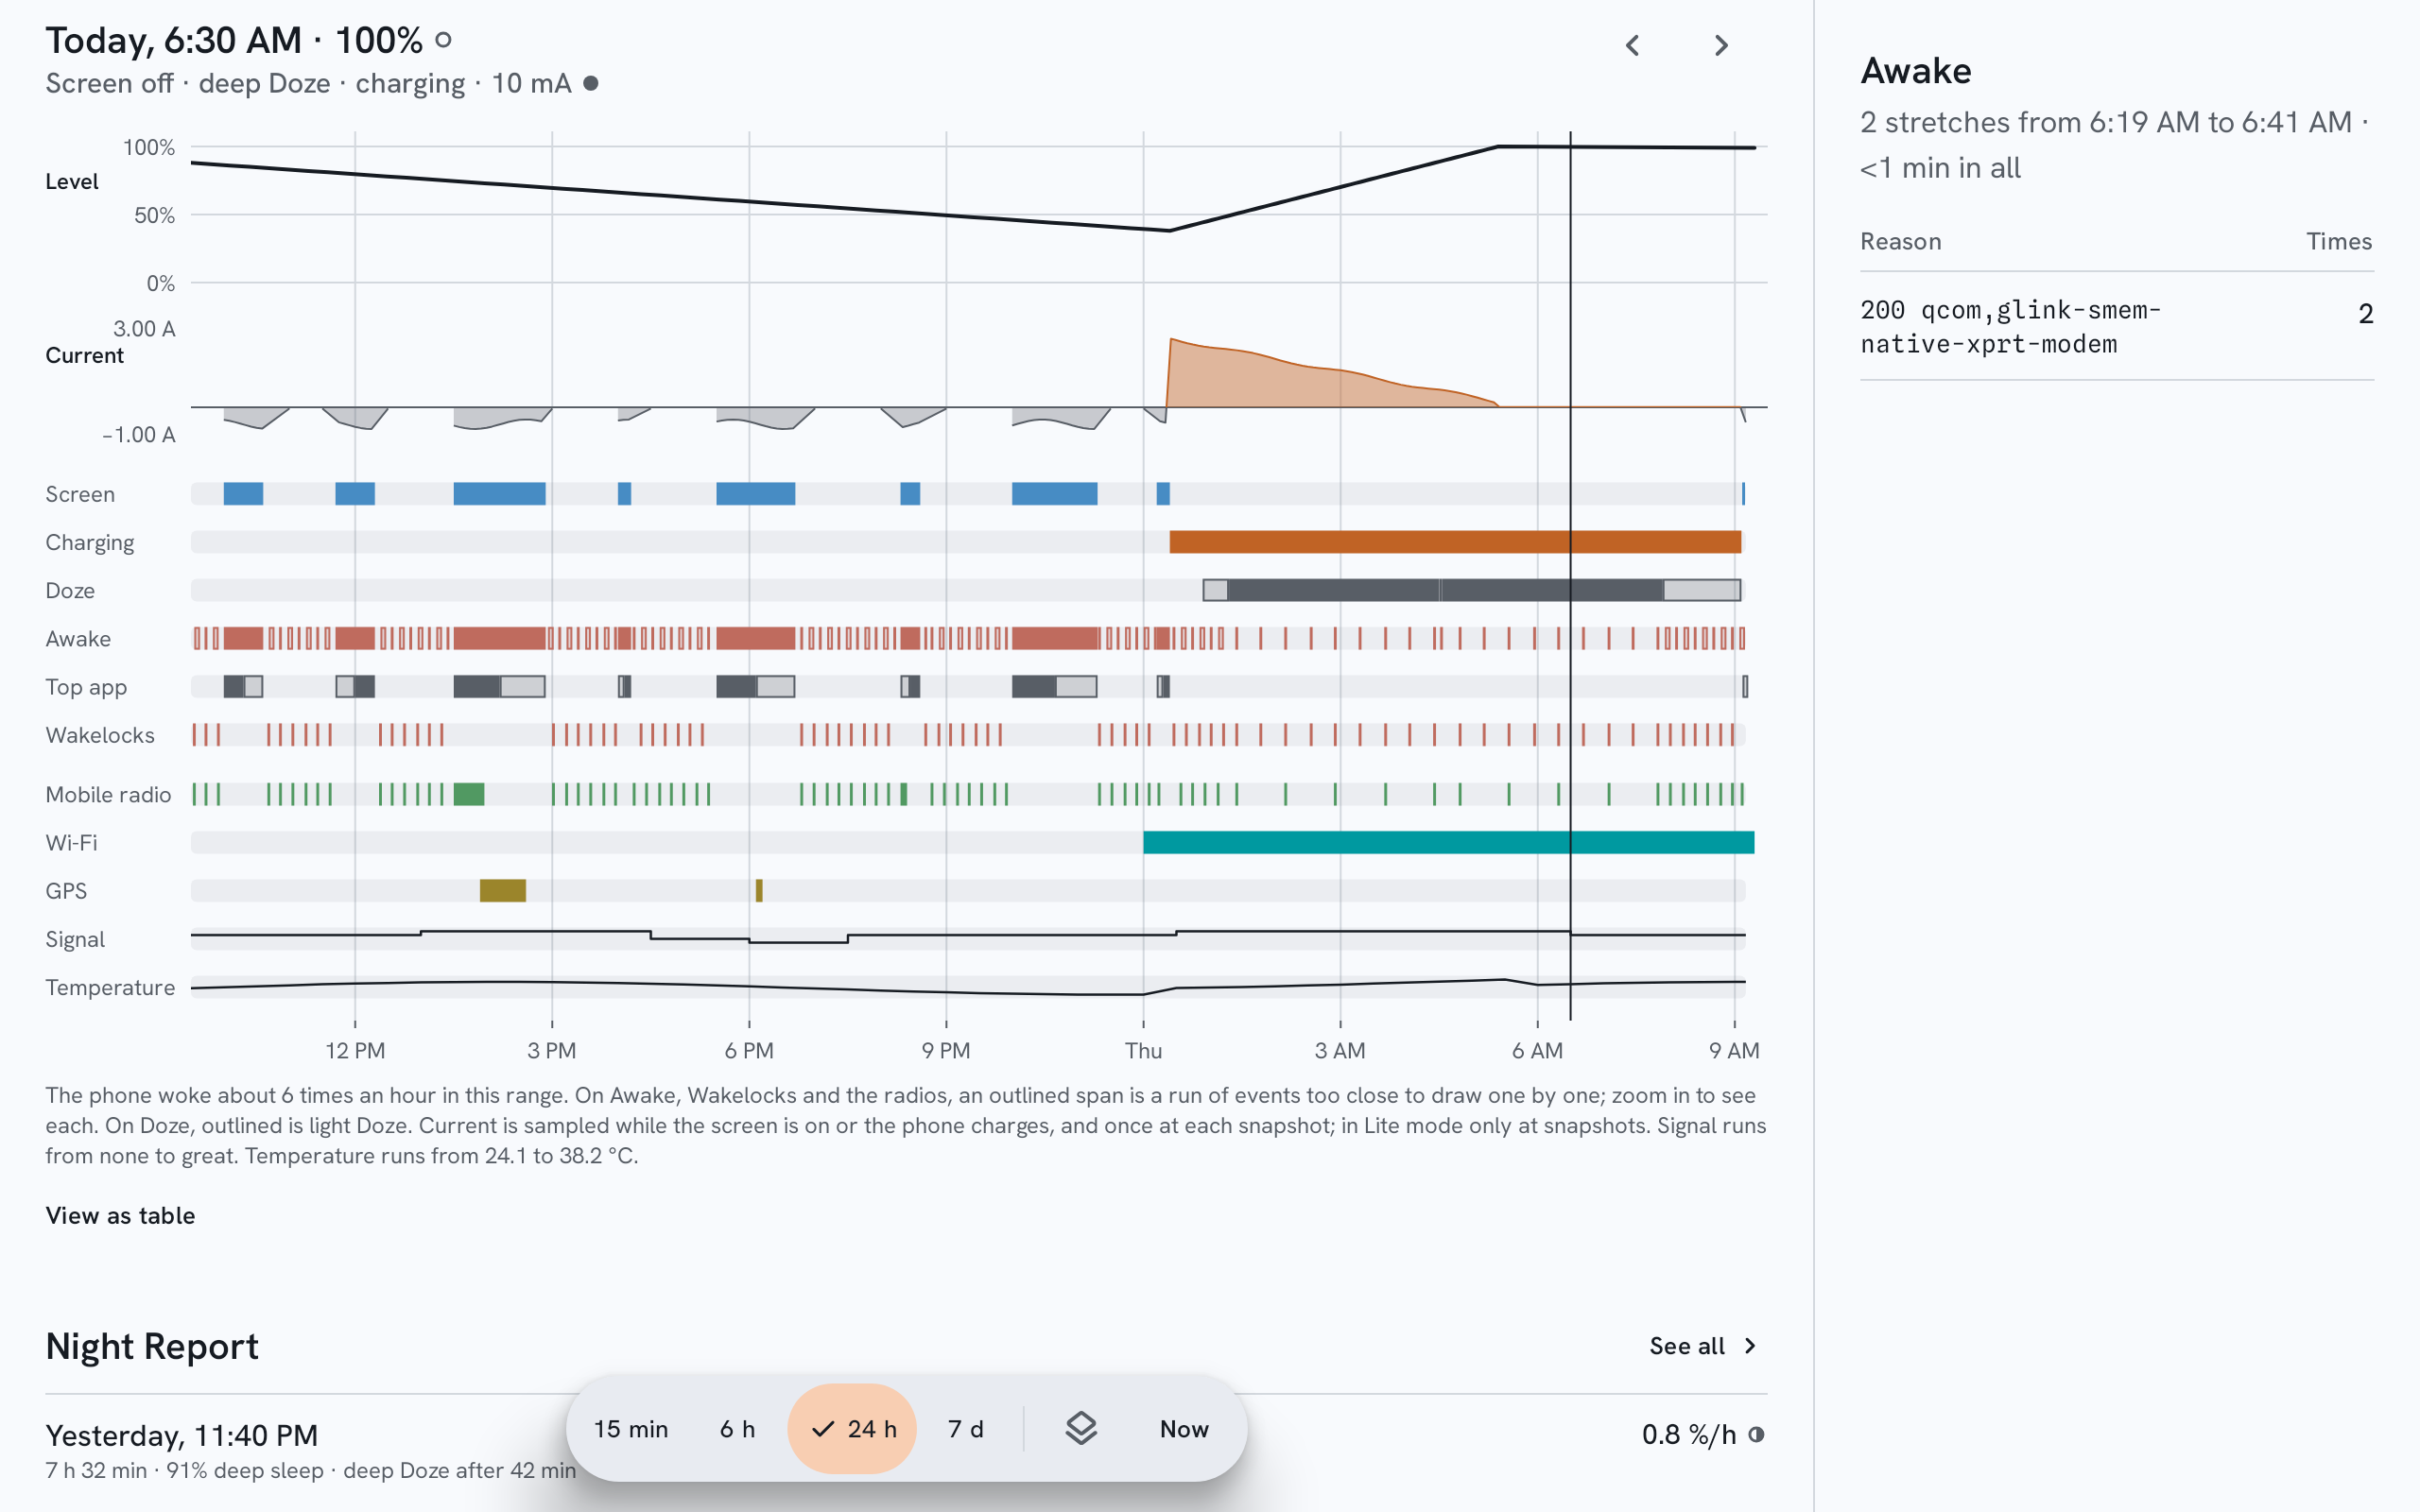 Today, 6:30 AM · 100%
Screen off · deep Doze · charging · 10 mA
100%
Level
50%
0%
3.00 A
Current
−1.00 A
Screen
Charging
Doze
Awake
Top app
Wakelocks
Mobile radio
Wi-Fi
GPS
Signal
Temperature
12 PM 3 PM 6 PM 9 PM Thu 3 AM 6 AM 9 AM
The phone woke about 6 times an hour in this range. On Awake, Wakelocks and the radios, an outlined span is a run of events too close to draw one by one; zoom in to see
each. On Doze, outlined is light Doze. Current is sampled while the screen is on or the phone charges, and once at each snapshot; in Lite mode only at snapshots. Signal runs
from none to great. Temperature runs from 24.1 to 38.2 °C.
View as table
Night Report
See all
Yesterday, 11:40 PM
0.8 %/h
7 h 32 min · 91% deep sleep · deep Doze after 42 min
15 min 6 h 24 h 7 d Now
Awake
2 stretches from 6:19 AM to 6:41 AM ·
<1 min in all
Reason Times
200 qcom,glink-smem-
native-xprt-modem
2